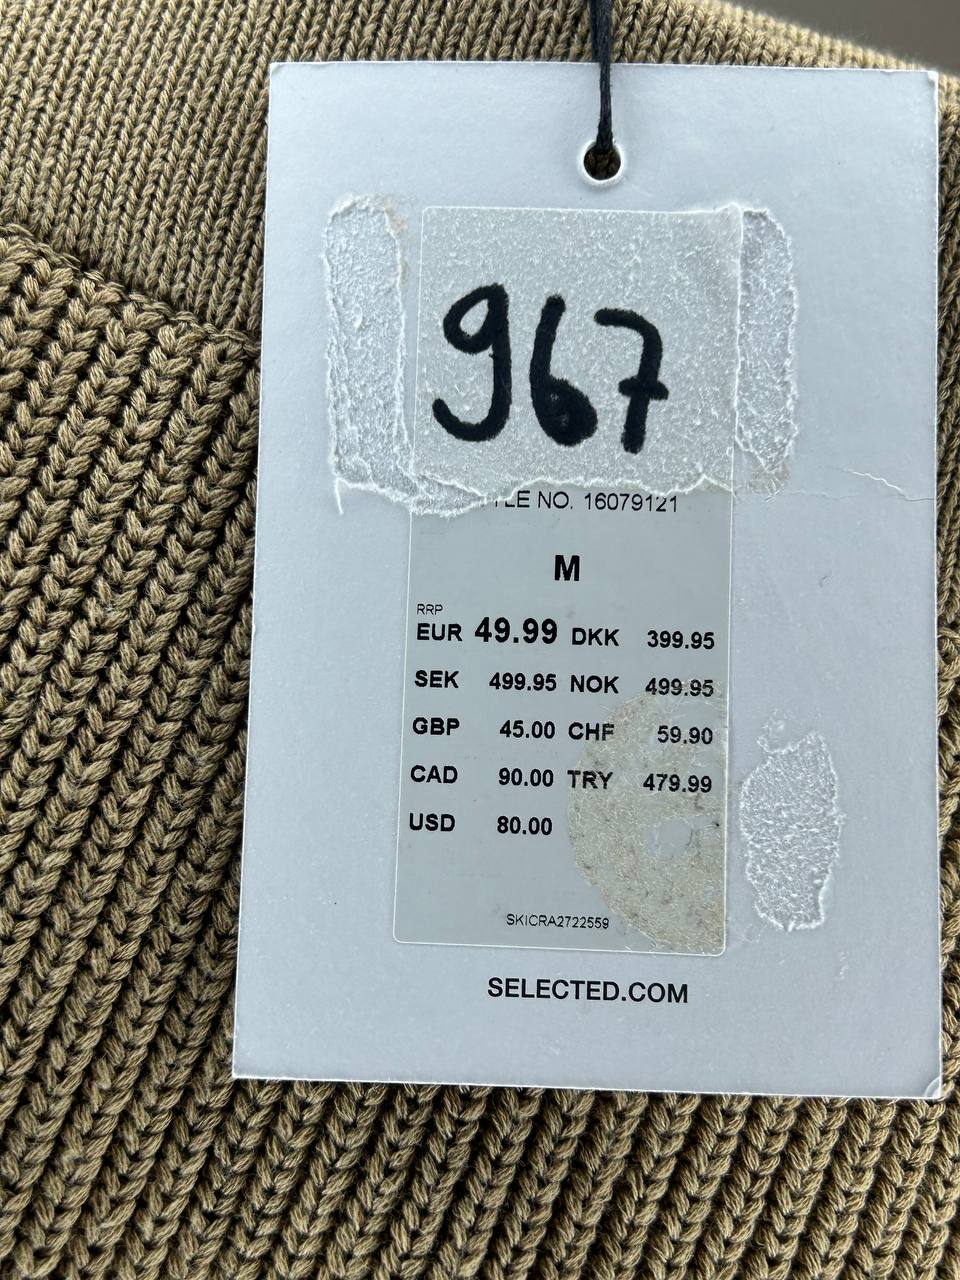 967
LE NO. 16079121
M
RRP
EUR 49.99 DKK 399.95
SEK 499.95 NOK 499.95
GBP 45.00 CHF 59.90
CAD 90.00 TRY 479.99
USD 80.00
SKICRA2722559
SELECTED.COM